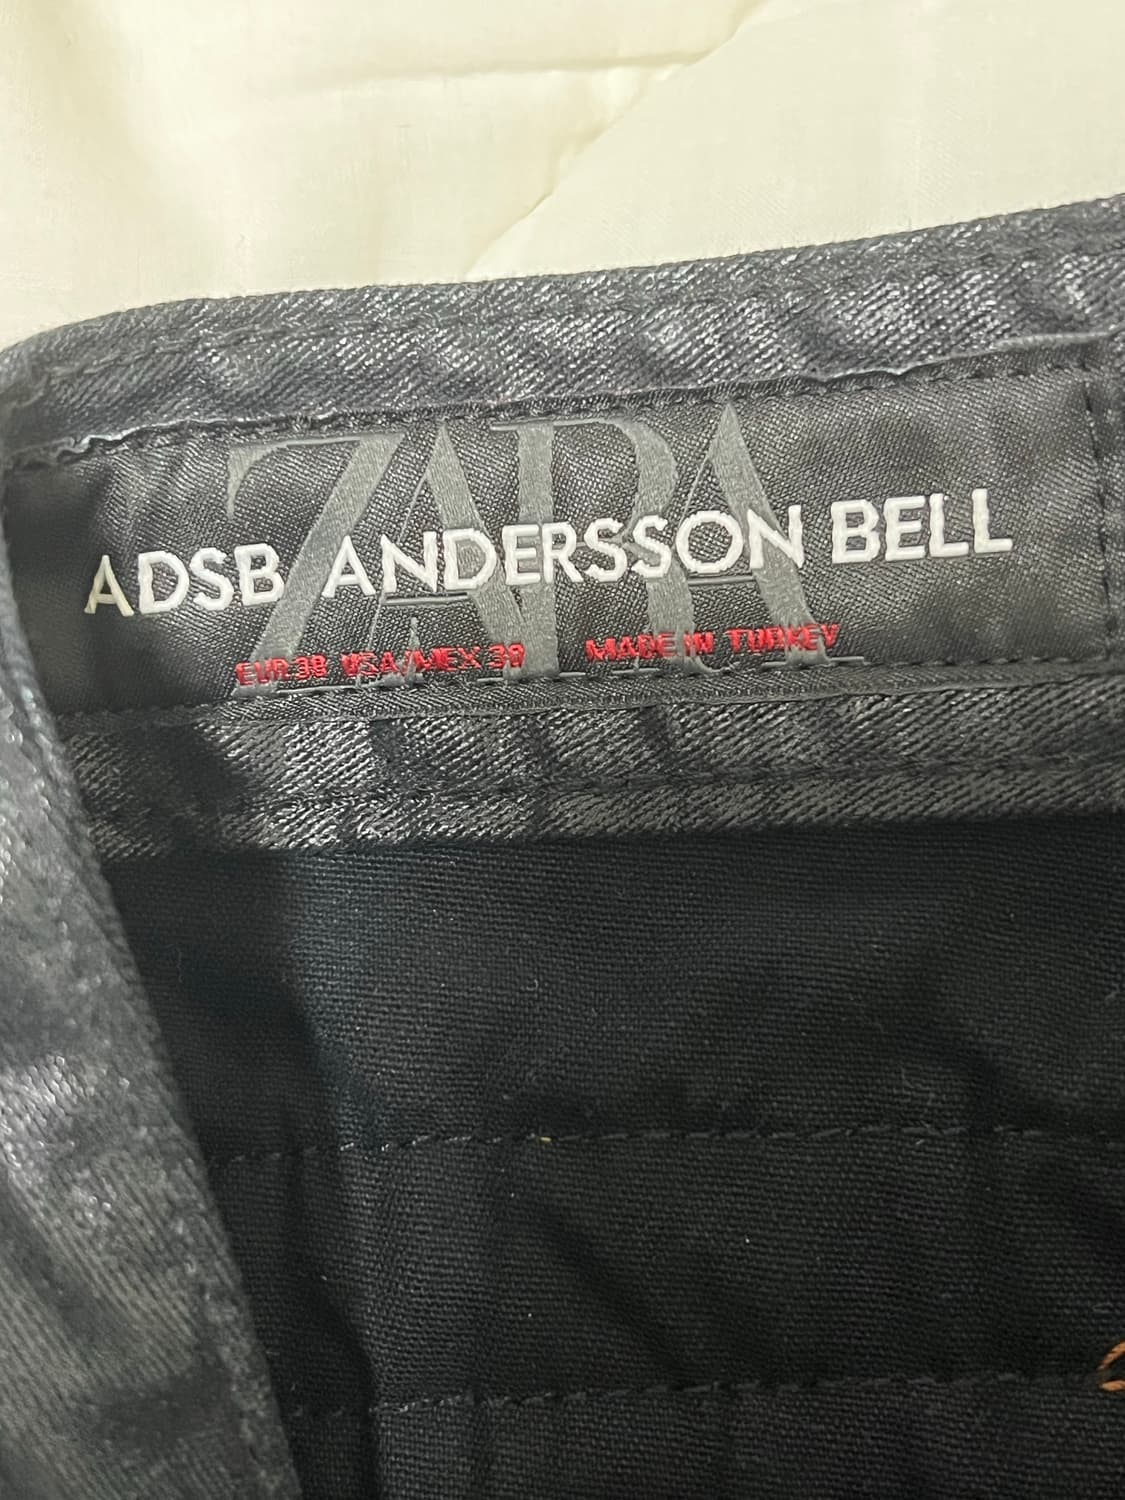 ZARA
ADSB ANDERSSON BELL
EUR 38 USA/MEX 30 MADE IN TURKEY